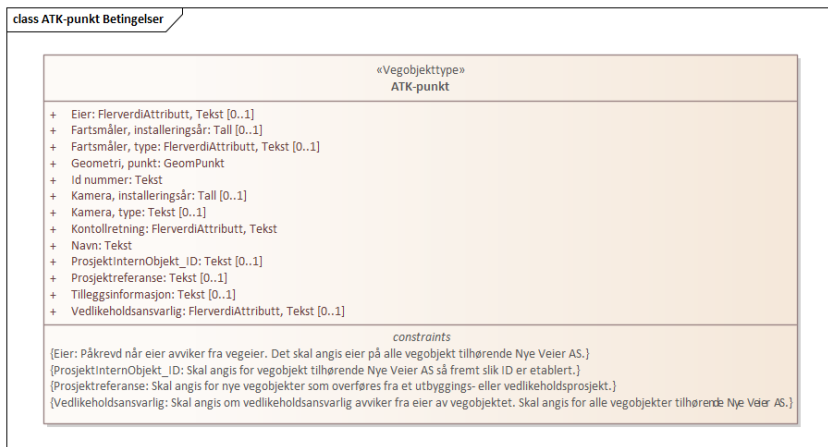 class ATK-punkt Betingelser
«Vegobjekttype»
ATK-punkt
+ Eier: FlerverdiAttributt, Tekst [0..1]
+ Fartsmåler, installeringsår: Tall [0..1]
+ Fartsmåler, type: FlerverdiAttributt, Tekst [0..1]
+ Geometri, punkt: GeomPunkt
+ Id nummer: Tekst
+ Kamera, installeringsår: Tall [0..1]
+ Kamera, type: Tekst [0..1]
+ Kontollretning: FlerverdiAttributt, Tekst
+ Navn: Tekst
+ ProsjektInternObjekt_ID: Tekst [0..1]
+ Prosjektreferanse: Tekst [0..1]
+ Tilleggsinformasjon: Tekst [0..1]
+ Vedlikeholdsansvarlig: FlerverdiAttributt, Tekst [0..1]
constraints
{Eier: Påkrevd når eier avviker fra vegeier. Det skal angis eier på alle vegobjekt tilhørende Nye Veier AS.}
{ProsjektInternObjekt_ID: Skal angis for vegobjekt tilhørende Nye Veier AS så fremt slik ID er etablert.}
{Prosjektreferanse: Skal angis for nye vegobjekter som overføres fra et utbyggings- eller vedlikeholdsprosjekt.}
{Vedlikeholdsansvarlig: Skal angis om vedlikeholdsansvarlig avviker fra eier av vegobjektet. Skal angis for alle vegobjekter tilhørende Nye Veier AS.}